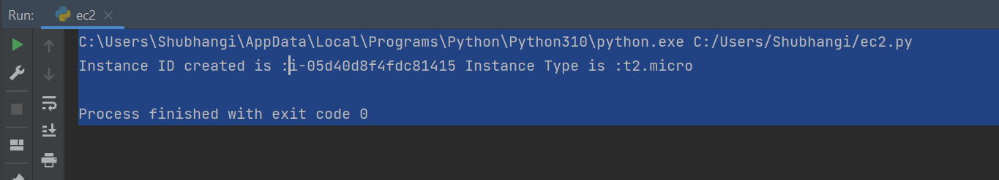 Run: ec2
C:\Users\Shubhangi\AppData\Local\Programs\Python\Python310\python.exe C:/Users/Shubhangi/ec2.py
Instance ID created is :i-05d40d8f4fdc81415 Instance Type is :t2.micro
Process finished with exit code 0